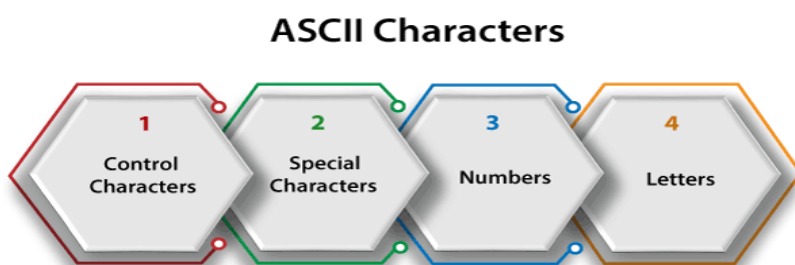 ASCII Characters
1
Control
Characters
2
Special
Characters
3
Numbers
4
Letters